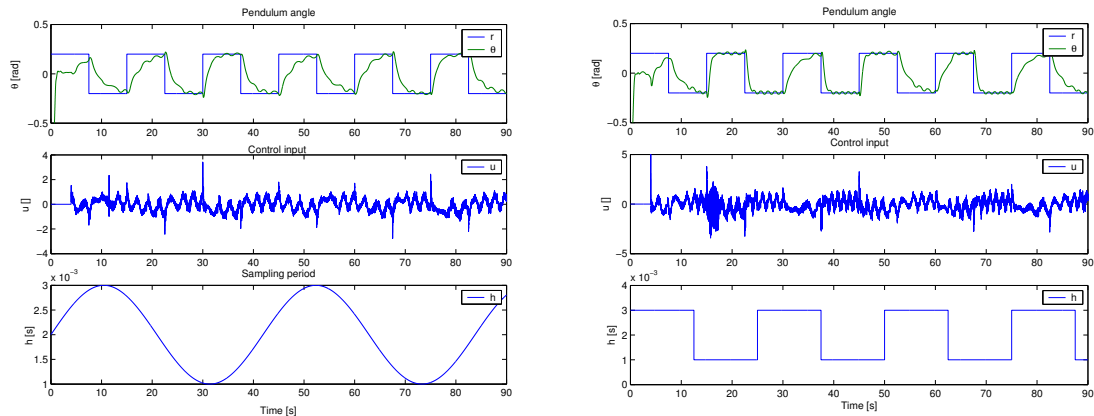 Pendulum angle
0.5
0
−0.5
θ [rad]
r
θ
0 10 20 30 40 50 60 70 80 90
Control input
4
2
0
−2
−4
u []
u
0 10 20 30 40 50 60 70 80 90
Sampling period
x 10⁻³
3
2.5
2
1.5
1
h [s]
h
0 10 20 30 40 50 60 70 80 90
Time [s]
Pendulum angle
0.5
0
−0.5
θ [rad]
r
θ
0 10 20 30 40 50 60 70 80 90
Control input
5
0
−5
u []
u
0 10 20 30 40 50 60 70 80 90
x 10⁻³
4
3
2
1
0
h [s]
h
0 10 20 30 40 50 60 70 80 90
Time [s]